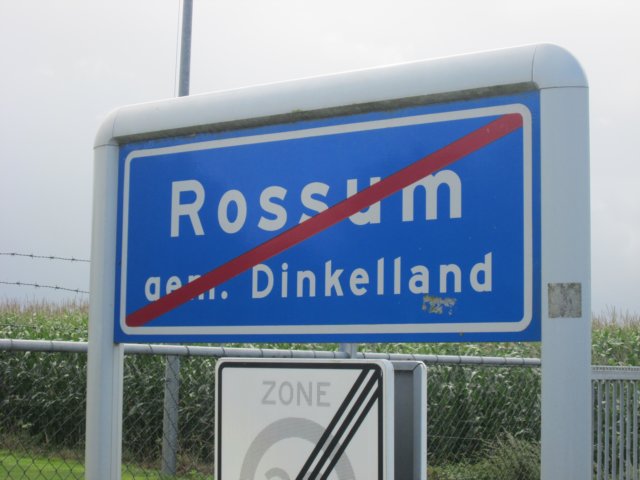 Rossum
gem. Dinkelland
ZONE